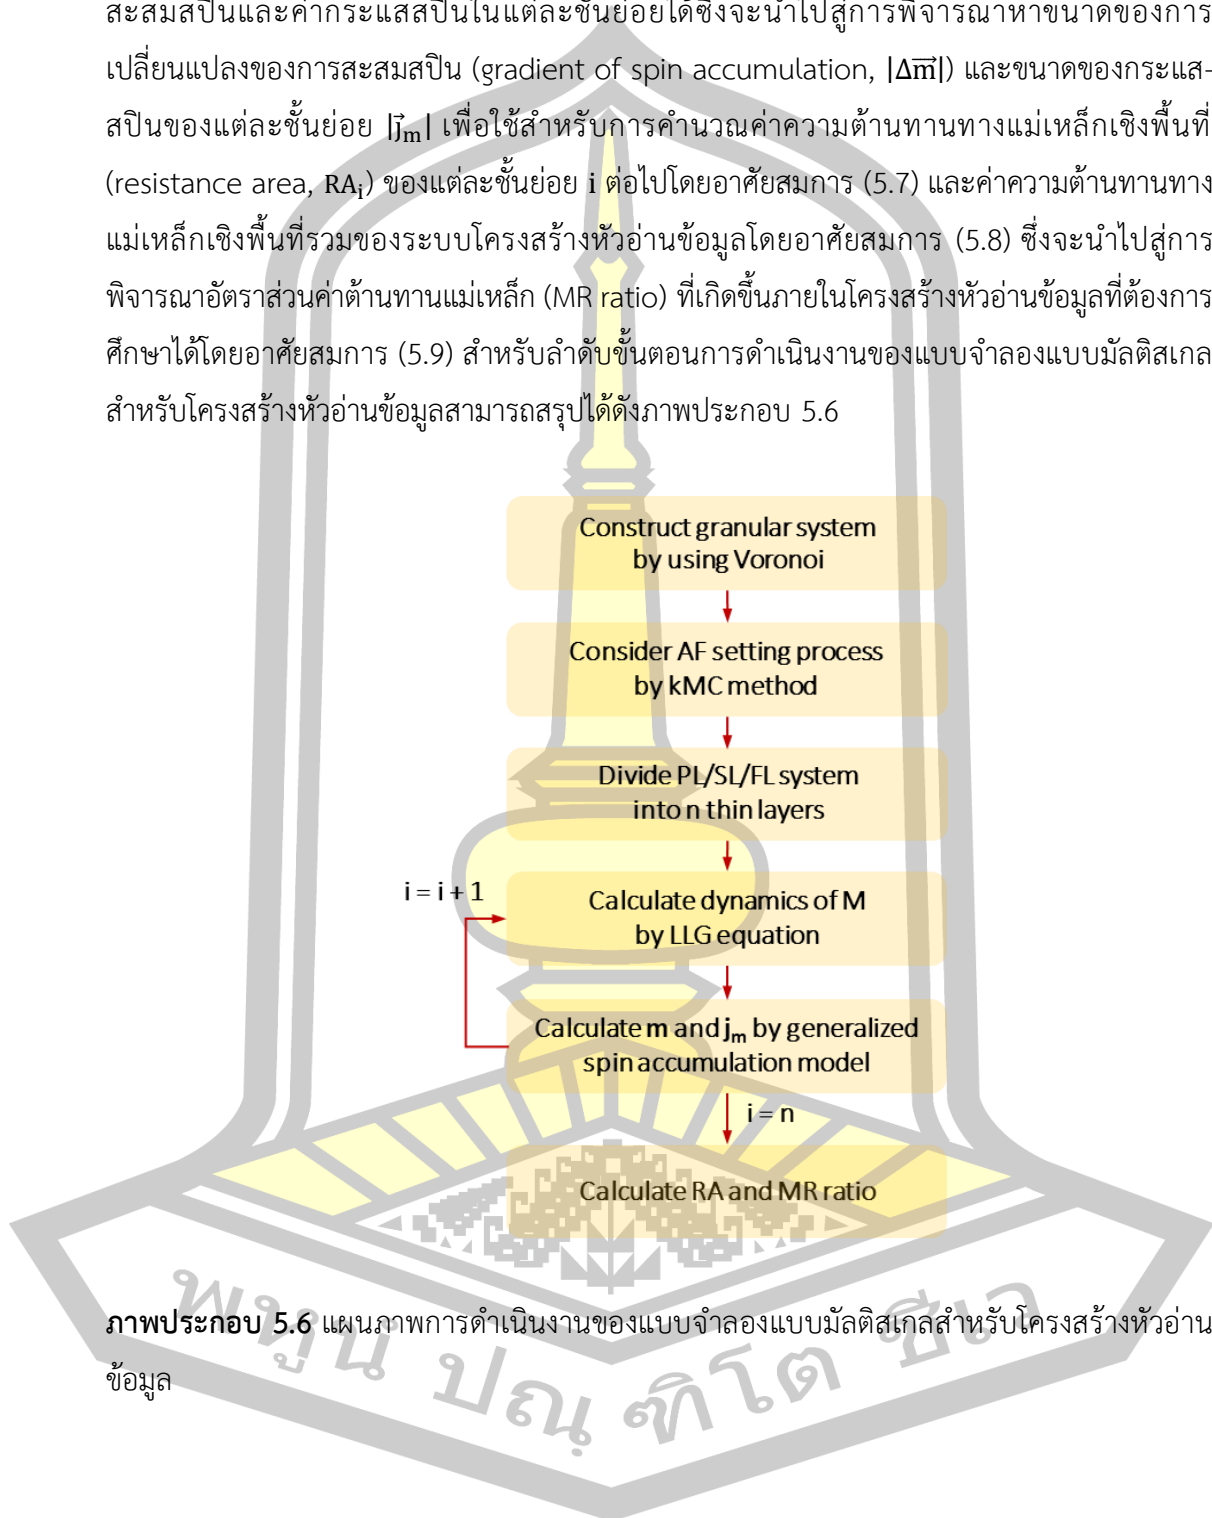 สะสมสปินและค่ากระแสสปินในแต่ละชั้นย่อยได้ซึ่งจะนำไปสู่การพิจารณาหาขนาดของการ
เปลี่ยนแปลงของการสะสมสปิน (gradient of spin accumulation, |Δm⃗|) และขนาดของกระแส-
สปินของแต่ละชั้นย่อย |j⃗ₘ| เพื่อใช้สำหรับการคำนวณค่าความต้านทานทางแม่เหล็กเชิงพื้นที่
(resistance area, RAᵢ) ของแต่ละชั้นย่อย i ต่อไปโดยอาศัยสมการ (5.7) และค่าความต้านทานทาง
แม่เหล็กเชิงพื้นที่รวมของระบบโครงสร้างหัวอ่านข้อมูลโดยอาศัยสมการ (5.8) ซึ่งจะนำไปสู่การ
พิจารณาอัตราส่วนค่าต้านทานแม่เหล็ก (MR ratio) ที่เกิดขึ้นภายในโครงสร้างหัวอ่านข้อมูลที่ต้องการ
ศึกษาได้โดยอาศัยสมการ (5.9) สำหรับลำดับขั้นตอนการดำเนินงานของแบบจำลองแบบมัลติสเกล
สำหรับโครงสร้างหัวอ่านข้อมูลสามารถสรุปได้ดังภาพประกอบ 5.6
Construct granular system
by using Voronoi
Consider AF setting process
by kMC method
Divide PL/SL/FL system
into n thin layers
i = i + 1
Calculate dynamics of M
by LLG equation
Calculate m and jₘ by generalized
spin accumulation model
i = n
Calculate RA and MR ratio
ภาพประกอบ 5.6 แผนภาพการดำเนินงานของแบบจำลองแบบมัลติสเกลสำหรับโครงสร้างหัวอ่าน
ข้อมูล
พหูน ปณฺ ฑิโต ชีเว